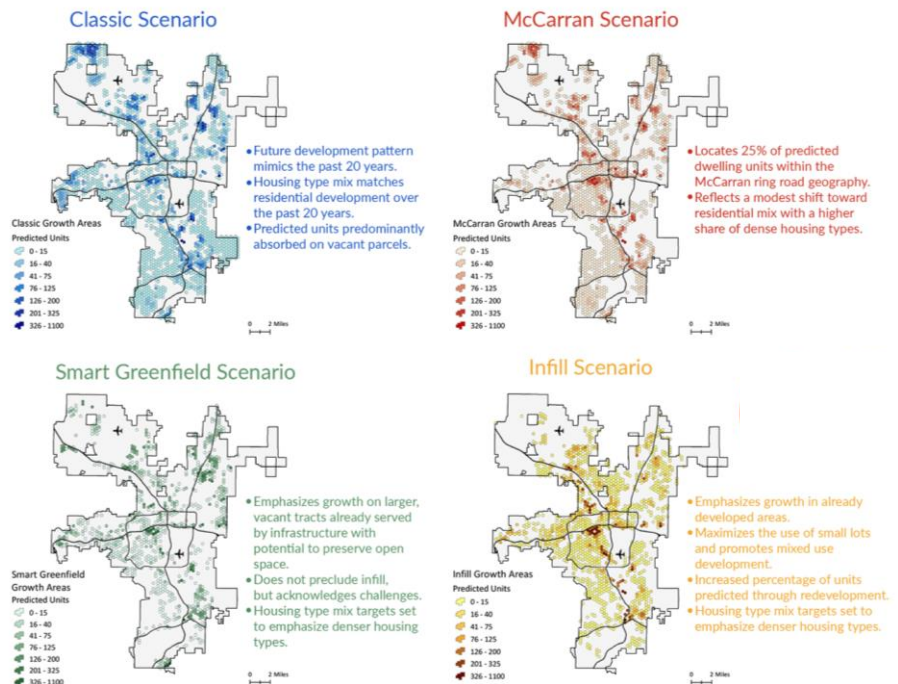 Classic Scenario
• Future development pattern
mimics the past 20 years.
• Housing type mix matches
residential development over
the past 20 years.
• Predicted units predominantly
absorbed on vacant parcels.
Classic Growth Areas
Predicted Units
0 - 15
16 - 40
41 - 75
76 - 125
126 - 200
201 - 325
326 - 1100
0 2 Miles
McCarran Scenario
• Locates 25% of predicted
dwelling units within the
McCarran ring road geography.
• Reflects a modest shift toward
residential mix with a higher
share of dense housing types.
McCarran Growth Areas
Predicted Units
0 - 15
16 - 40
41 - 75
76 - 125
126 - 200
201 - 325
326 - 1100
0 2 Miles
Smart Greenfield Scenario
• Emphasizes growth on larger,
vacant tracts already served
by infrastructure with
potential to preserve open
space.
• Does not preclude infill,
but acknowledges challenges.
• Housing type mix targets set
to emphasize denser housing
types.
Smart Greenfield
Growth Areas
Predicted Units
0 - 15
16 - 40
41 - 75
76 - 125
126 - 200
201 - 325
326 - 1100
0 2 Miles
Infill Scenario
• Emphasizes growth in already
developed areas.
• Maximizes the use of small lots
and promotes mixed use
development.
• Increased percentage of units
predicted through redevelopment.
• Housing type mix targets set to
emphasize denser housing types.
Infill Growth Areas
Predicted Units
0 - 15
16 - 40
41 - 75
76 - 125
126 - 200
201 - 325
326 - 1100
0 2 Miles